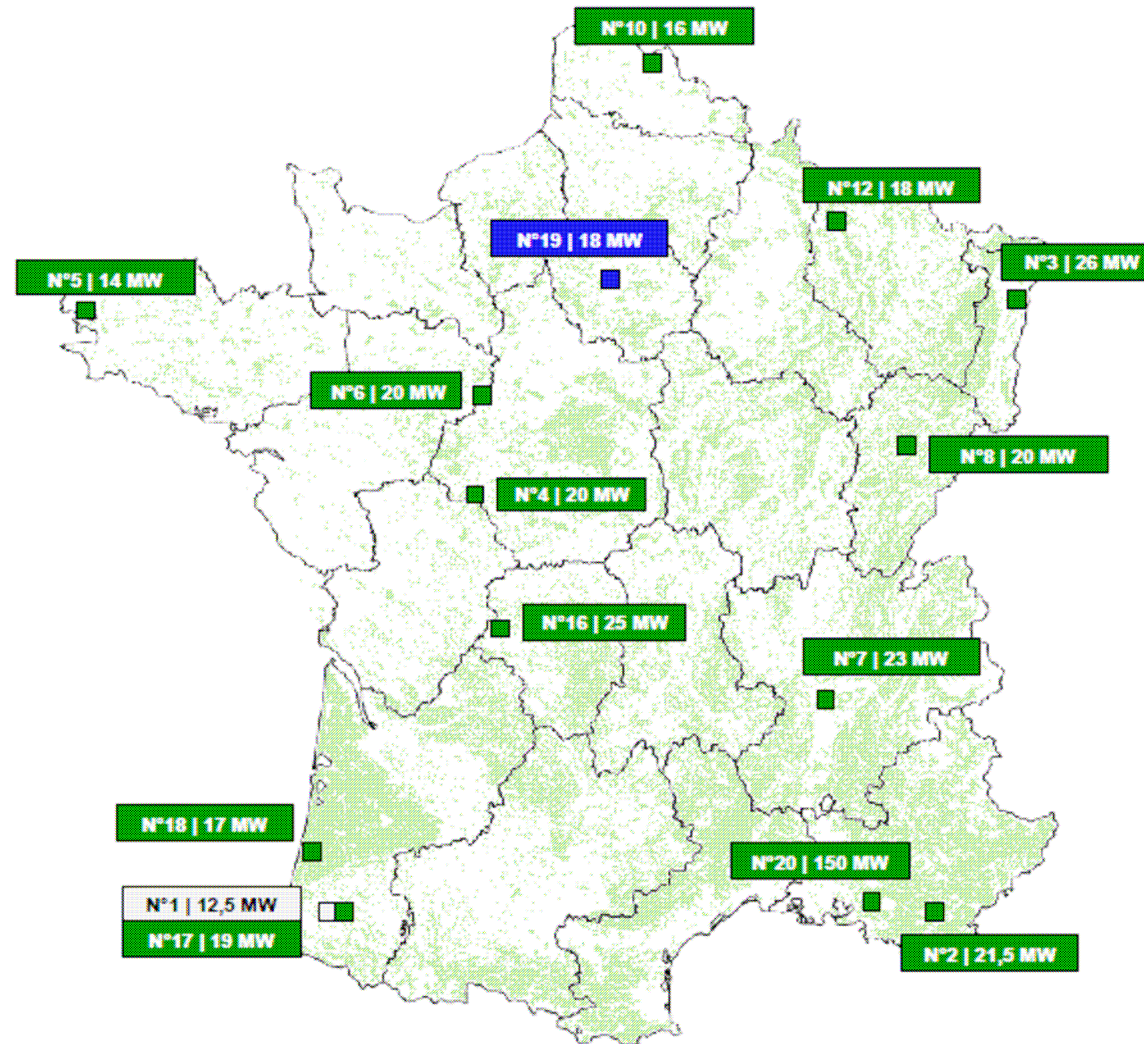 N°10 | 16 MW
N°12 | 18 MW
N°19 | 18 MW
N°3 | 26 MW
N°5 | 14 MW
N°6 | 20 MW
N°8 | 20 MW
N°4 | 20 MW
N°16 | 25 MW
N°7 | 23 MW
N°18 | 17 MW
N°20 | 150 MW
N°1 | 12,5 MW
N°17 | 19 MW
N°2 | 21,5 MW